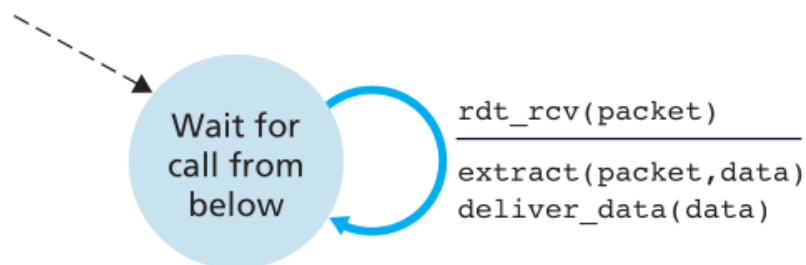 Wait for
call from
below
rdt_rcv(packet)
extract(packet,data)
deliver_data(data)